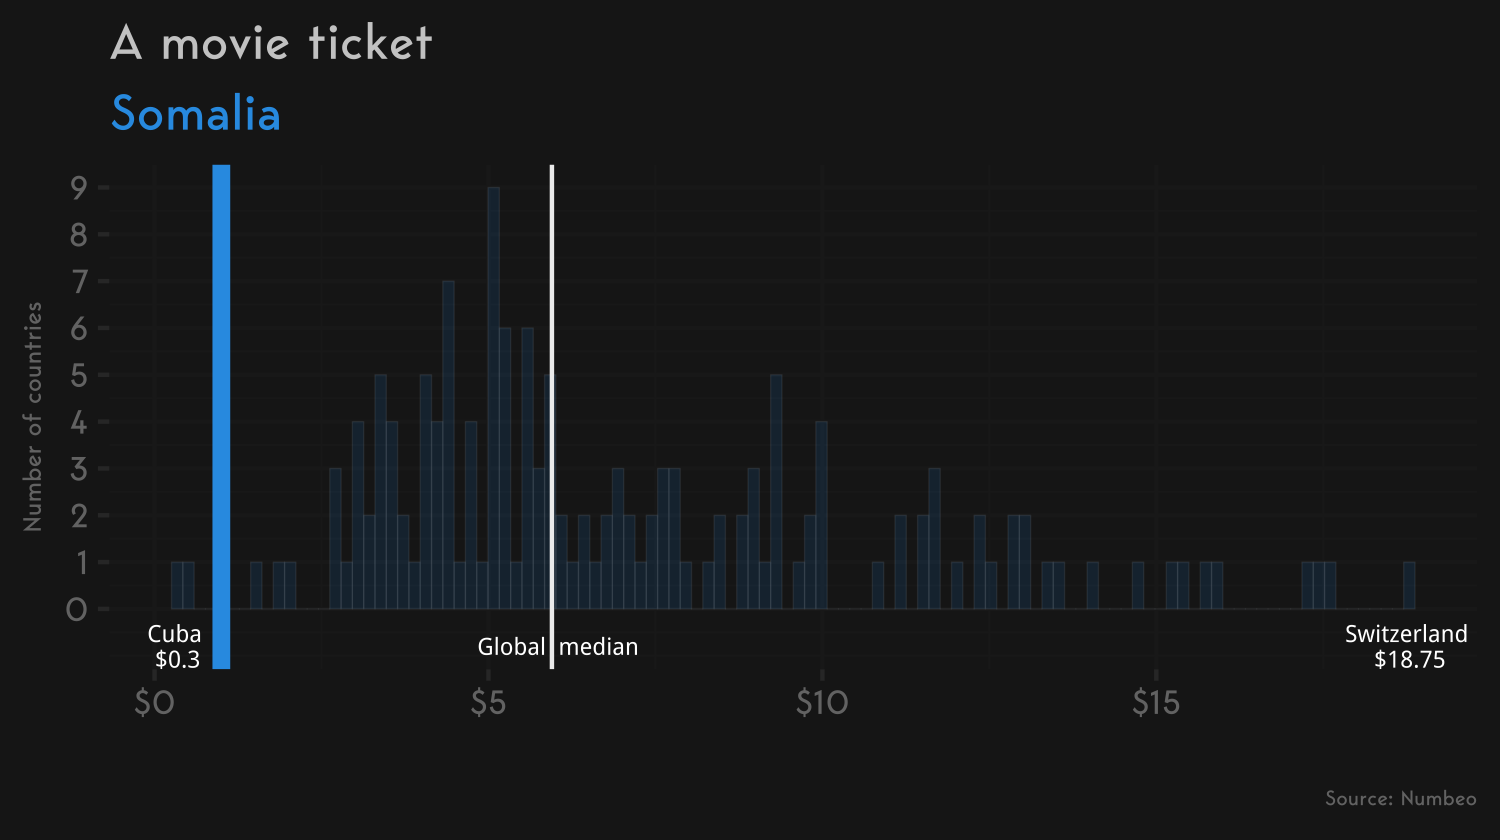 A movie ticket
Somalia
Number of countries
9
8
7
6
5
4
3
2
1
0
Cuba
$0.3
Global median
Switzerland
$18.75
$0 $5 $10 $15
Source: Numbeo